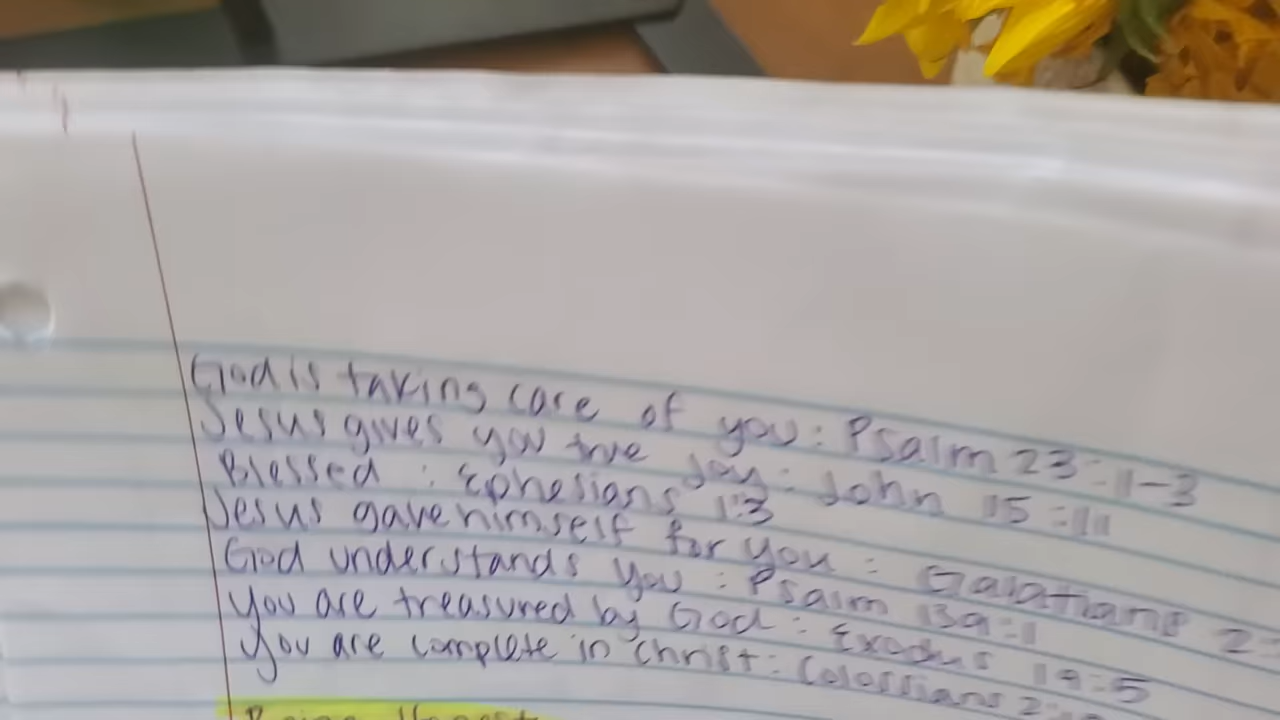 God is taking care of you: Psalm 23:1-3
Jesus gives you true Joy: John 15:11
Blessed: Ephesians 1:3
Jesus gave himself for you: Galatians 2:
God understands you: Psalm 139:1
You are treasured by God: Exodus 19:5
You are complete in christ: Colossians 2: